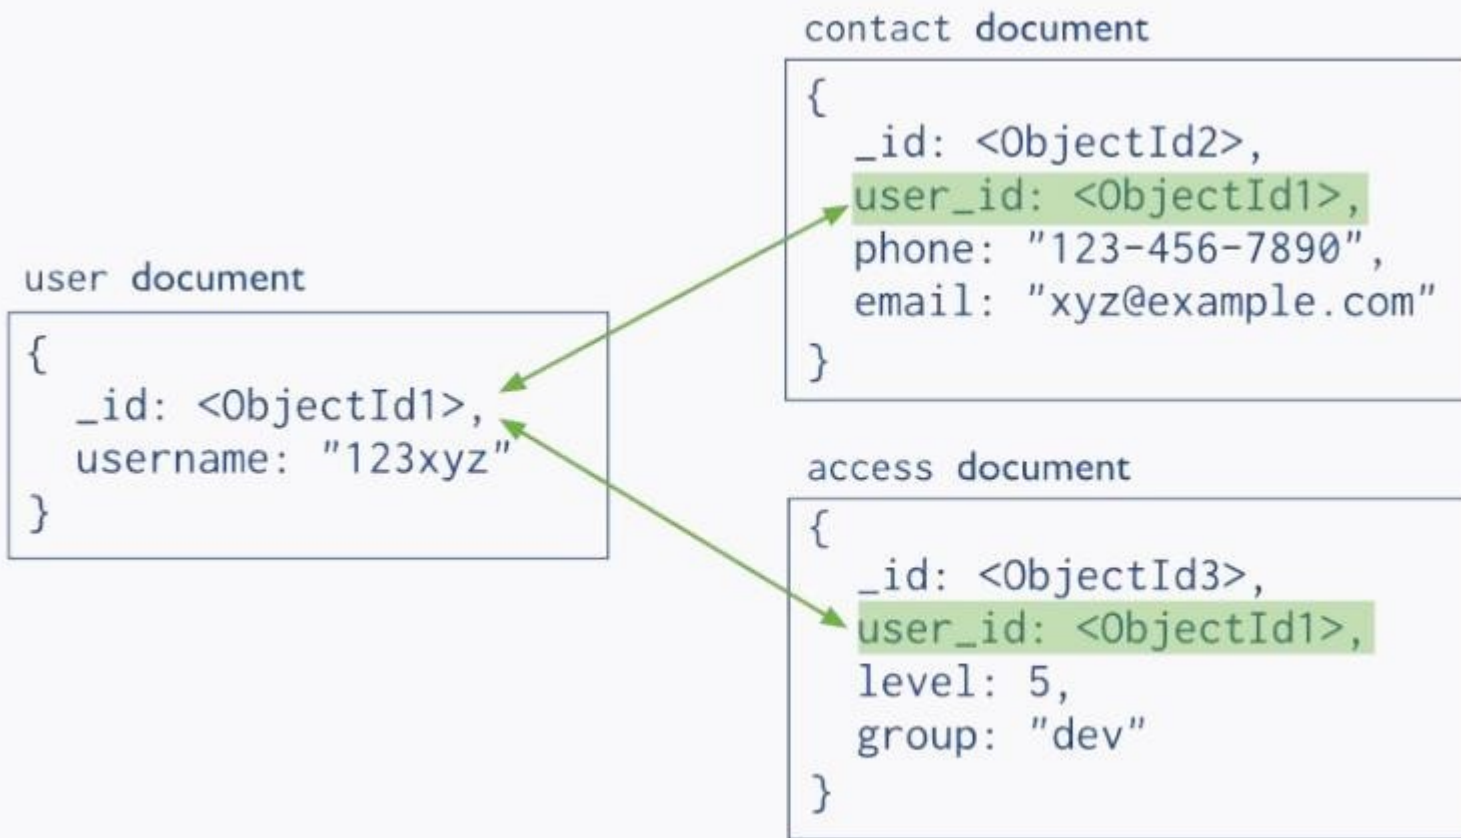 user document
{
_id: <ObjectId1>,
username: "123xyz"
}
contact document
{
_id: <ObjectId2>,
user_id: <ObjectId1>,
phone: "123-456-7890",
email: "xyz@example.com"
}
access document
{
_id: <ObjectId3>,
user_id: <ObjectId1>,
level: 5,
group: "dev"
}